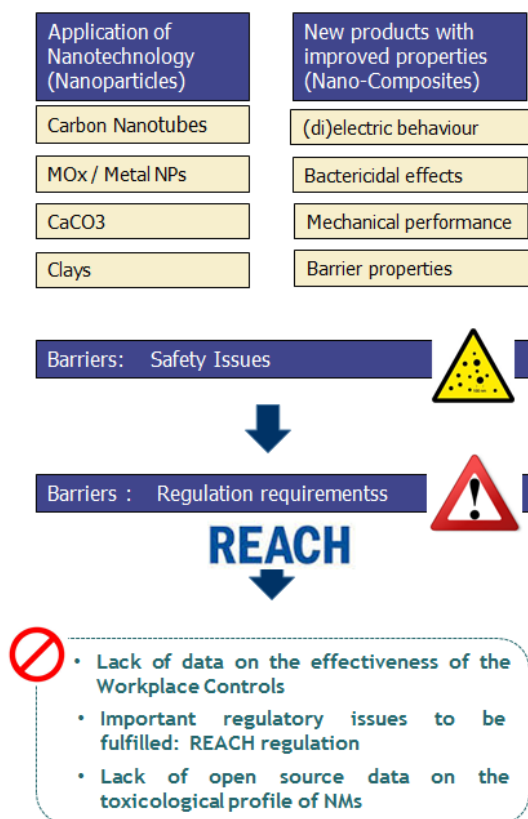 Application of
Nanotechnology
(Nanoparticles)
Carbon Nanotubes
MOx / Metal NPs
CaCO3
Clays
New products with
improved properties
(Nano-Composites)
(di)electric behaviour
Bactericidal effects
Mechanical performance
Barrier properties
Barriers: Safety Issues
Barriers : Regulation requirementss
REACH
• Lack of data on the effectiveness of the
Workplace Controls
• Important regulatory issues to be
fulfilled: REACH regulation
• Lack of open source data on the
toxicological profile of NMs